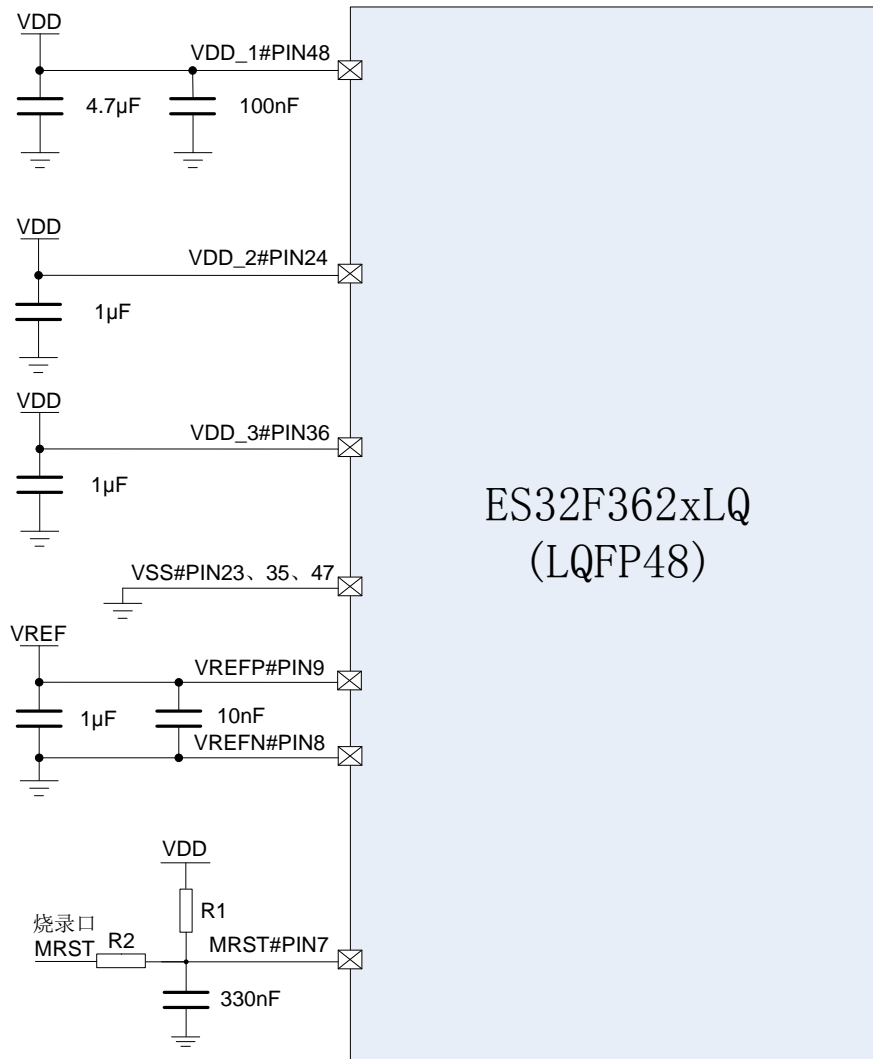 VDD
VDD_1#PIN48
4.7µF
100nF
VDD
VDD_2#PIN24
1µF
VDD
VDD_3#PIN36
1µF
ES32F362xLQ
(LQFP48)
VSS#PIN23、35、47
VREF
VREFP#PIN9
1µF
10nF
VREFN#PIN8
VDD
R1
烧录口
MRST
R2
MRST#PIN7
330nF